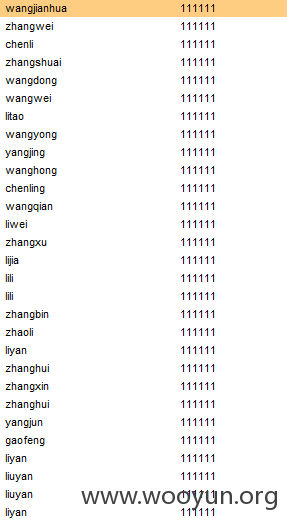 wangjianhua 111111
zhangwei 111111
chenli 111111
zhangshuai 111111
wangdong 111111
wangwei 111111
litao 111111
wangyong 111111
yangjing 111111
wanghong 111111
chenling 111111
wangqian 111111
liwei 111111
zhangxu 111111
lijia 111111
lili 111111
lili 111111
zhangbin 111111
zhaoli 111111
liyan 111111
zhanghui 111111
zhangxin 111111
zhanghui 111111
yangjun 111111
gaofeng 111111
liyan 111111
liuyan 111111
liuyan 111111
www.wooyun.org
liyan 111111